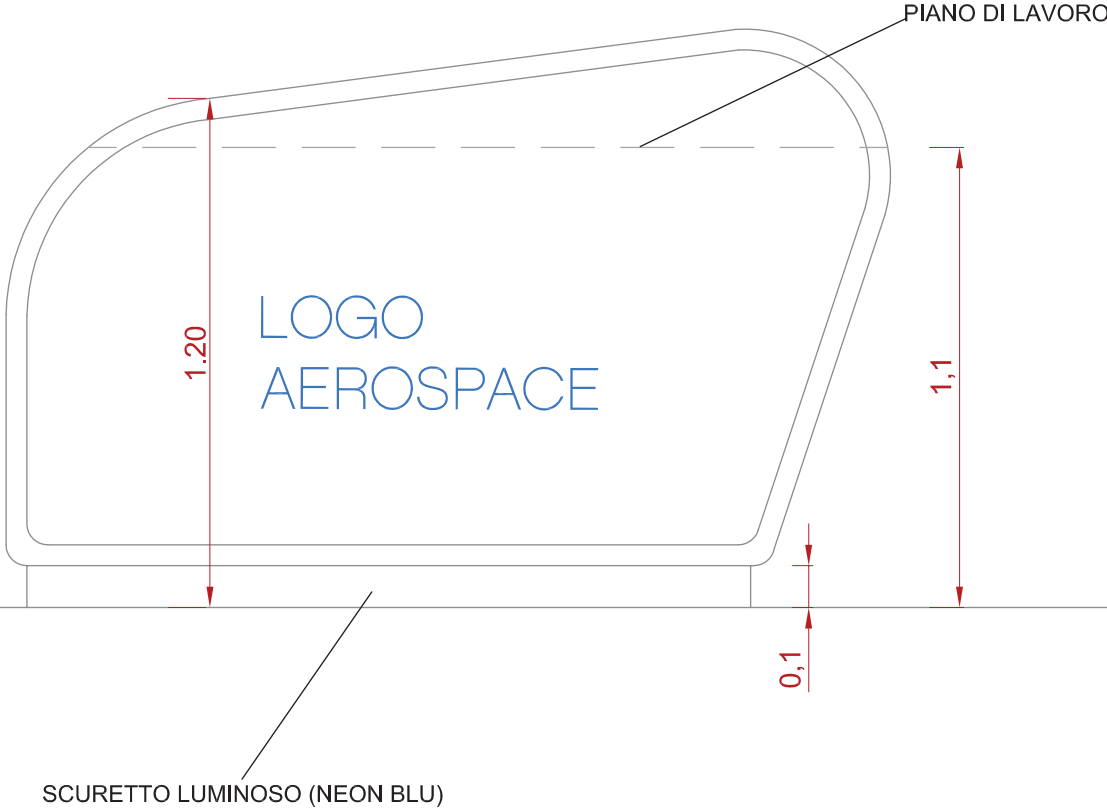 PIANO DI LAVORO
LOGO
AEROSPACE
1.20
1,1
0,1
SCURETTO LUMINOSO (NEON BLU)